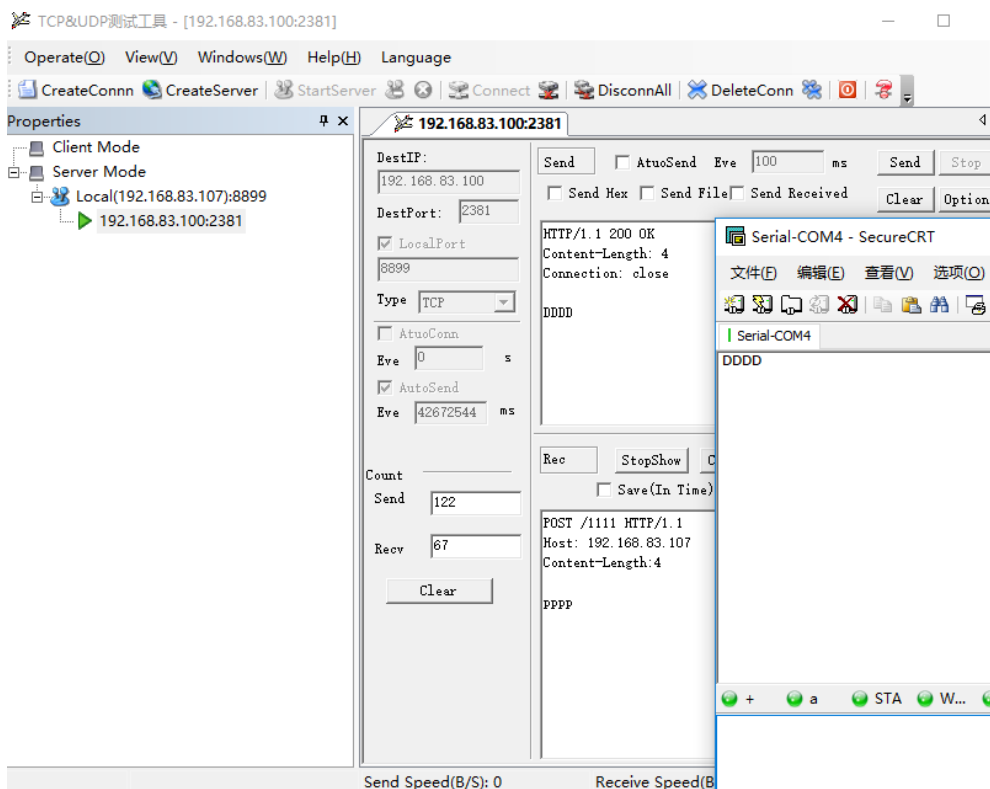 TCP&UDP测试工具 - [192.168.83.100:2381]
Operate(O) View(V) Windows(W) Help(H) Language
CreateConnn CreateServer StartServer Connect DisconnAll DeleteConn
Properties
Client Mode
Server Mode
Local(192.168.83.107):8899
192.168.83.100:2381
192.168.83.100:2381
DestIP:
192.168.83.100
DestPort: 2381
LocalPort
8899
Type TCP
AtuoConn
Eve 0 s
AutoSend
Eve 42672544 ms
Count
Send 122
Recv 67
Clear
Send AtuoSend Eve 100 ms Send Stop
Send Hex Send File Send Received Clear Option
HTTP/1.1 200 OK
Content-Length: 4
Connection: close
DDDD
Rec StopShow C
Save(In Time)
POST /1111 HTTP/1.1
Host: 192.168.83.107
Content-Length:4
PPPP
Send Speed(B/S): 0 Receive Speed(B
Serial-COM4 - SecureCRT
文件(F) 编辑(E) 查看(V) 选项(O)
Serial-COM4
DDDD
+ a STA W...